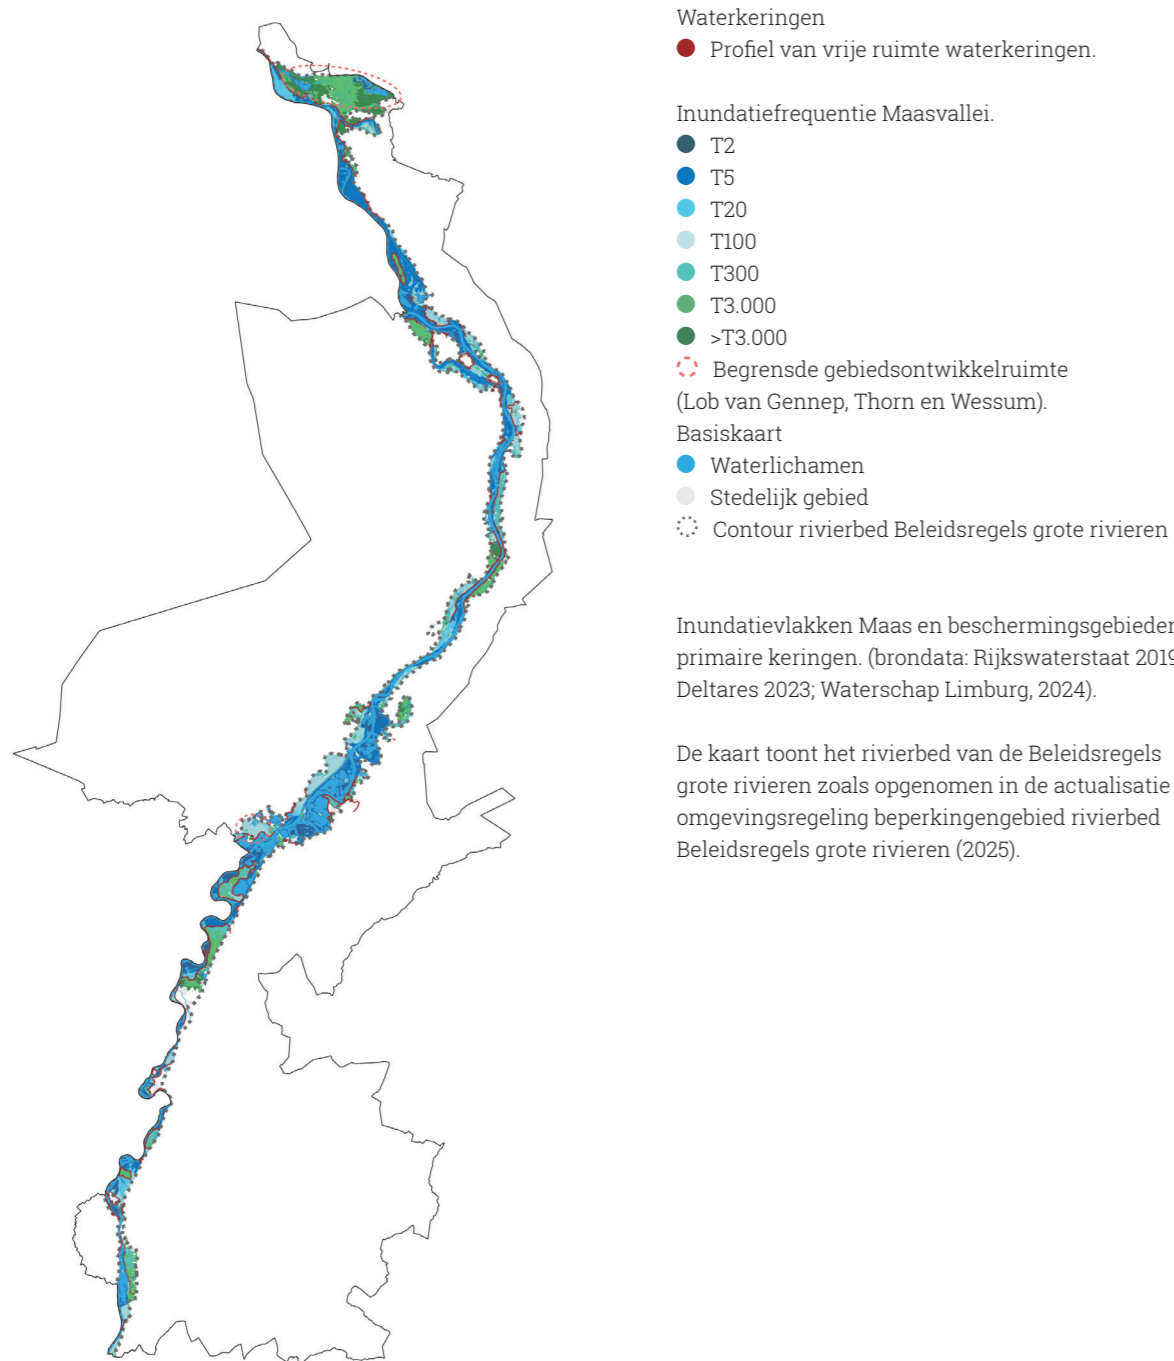 Waterkeringen
Profiel van vrije ruimte waterkeringen.
Inundatiefrequentie Maasvallei.
T2
T5
T20
T100
T300
T3.000
>T3.000
Begrensde gebiedsontwikkelruimte
(Lob van Gennep, Thorn en Wessum).
Basiskaart
Waterlichamen
Stedelijk gebied
Contour rivierbed Beleidsregels grote rivieren
Inundatievlakken Maas en beschermingsgebieden
primaire keringen. (brondata: Rijkswaterstaat 2019
Deltares 2023; Waterschap Limburg, 2024).
De kaart toont het rivierbed van de Beleidsregels
grote rivieren zoals opgenomen in de actualisatie
omgevingsregeling beperkingengebied rivierbed
Beleidsregels grote rivieren (2025).